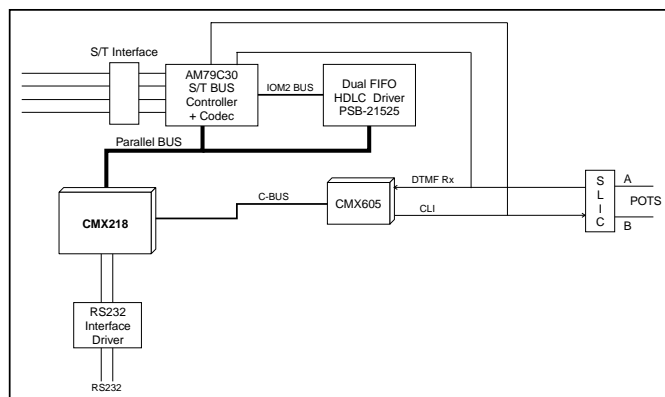 S/T Interface
AM79C30
S/T BUS
Controller
+ Codec
IOM2 BUS
Dual FIFO
HDLC Driver
PSB-21525
Parallel BUS
CMX218
C-BUS
CMX605
DTMF Rx
CLI
S
L
I
C
A
POTS
B
RS232
Interface
Driver
RS232